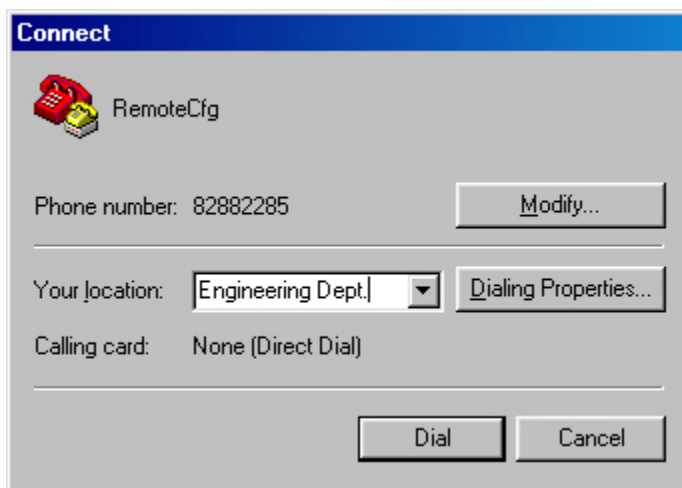 Connect
RemoteCfg
Phone number: 82882285 Modify...
Your location: Engineering Dept. Dialing Properties...
Calling card: None (Direct Dial)
Dial Cancel